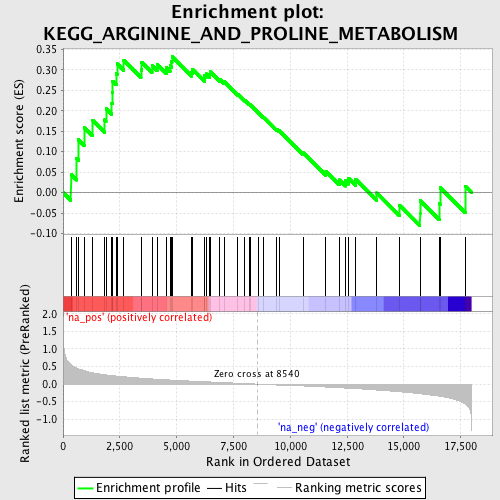 Enrichment plot:
KEGG_ARGININE_AND_PROLINE_METABOLISM
Enrichment score (ES)
0.35
0.30
0.25
0.20
0.15
0.10
0.05
0.00
-0.05
-0.10
'na_pos' (positively correlated)
Ranked list metric (PreRanked)
2.0
1.5
1.0
0.5
0.0
-0.5
-1.0
Zero cross at 8540
'na_neg' (negatively correlated)
0 2,500 5,000 7,500 10,000 12,500 15,000 17,500
Rank in Ordered Dataset
Enrichment profile Hits Ranking metric scores